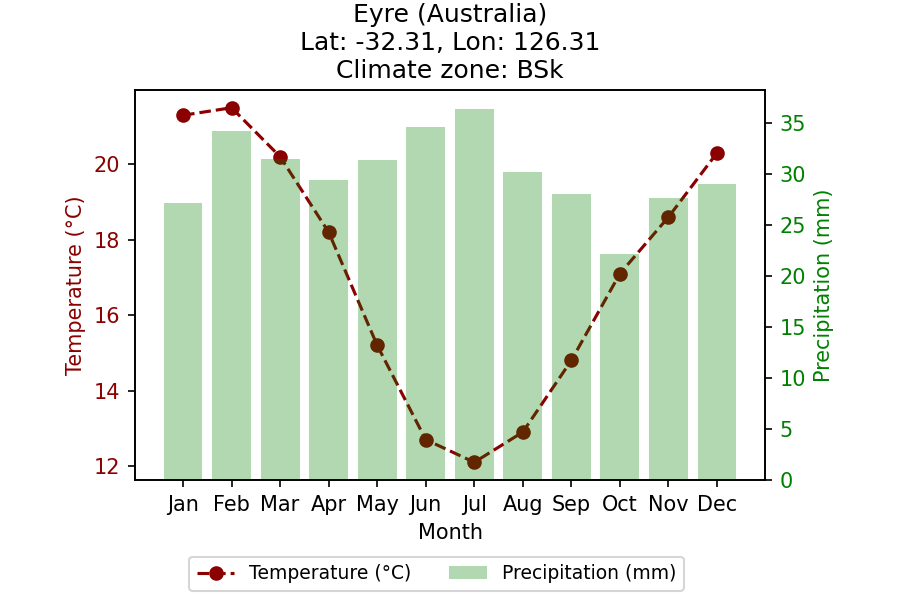 Eyre (Australia)
Lat: -32.31, Lon: 126.31
Climate zone: BSk
Temperature (°C)
20
18
16
14
12
35
30
25
20
15
10
5
0
Precipitation (mm)
Jan Feb Mar Apr May Jun Jul Aug Sep Oct Nov Dec
Month
Temperature (°C) Precipitation (mm)